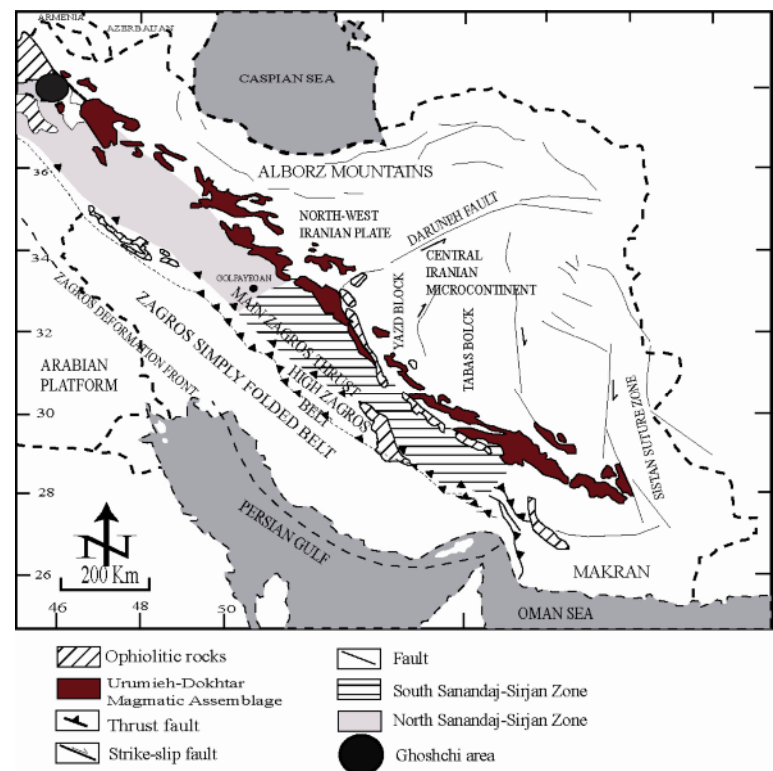 ARMENIA
AZERBAIJAN
CASPIAN SEA
ALBORZ MOUNTAINS
NORTH-WEST
IRANIAN PLATE
DARUNEH FAULT
CENTRAL
IRANIAN
MICROCONTINENT
GOLPAYEGAN
YAZD BLOCK
TABAS BOLCK
MAIN ZAGROS THRUST
HIGH ZAGROS
BELT
ZAGROS SIMPLY FOLDED BELT
ZAGROS DEFORMATION FRONT
ARABIAN
PLATFORM
SISTAN SUTURE ZONE
PERSIAN GULF
MAKRAN
OMAN SEA
36
34
32
30
28
26
N
200 Km
46
48
50
Ophiolitic rocks
Urumieh-Dokhtar
Magmatic Assemblage
Thrust fault
Strike-slip fault
Fault
South Sanandaj-Sirjan Zone
North Sanandaj-Sirjan Zone
Ghoshchi area